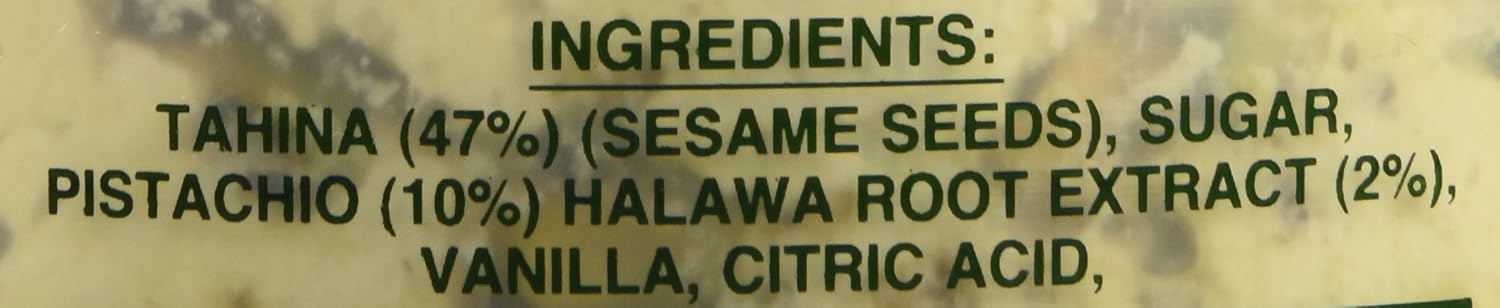 INGREDIENTS:
TAHINA (47%) (SESAME SEEDS), SUGAR,
PISTACHIO (10%) HALAWA ROOT EXTRACT (2%),
VANILLA, CITRIC ACID,